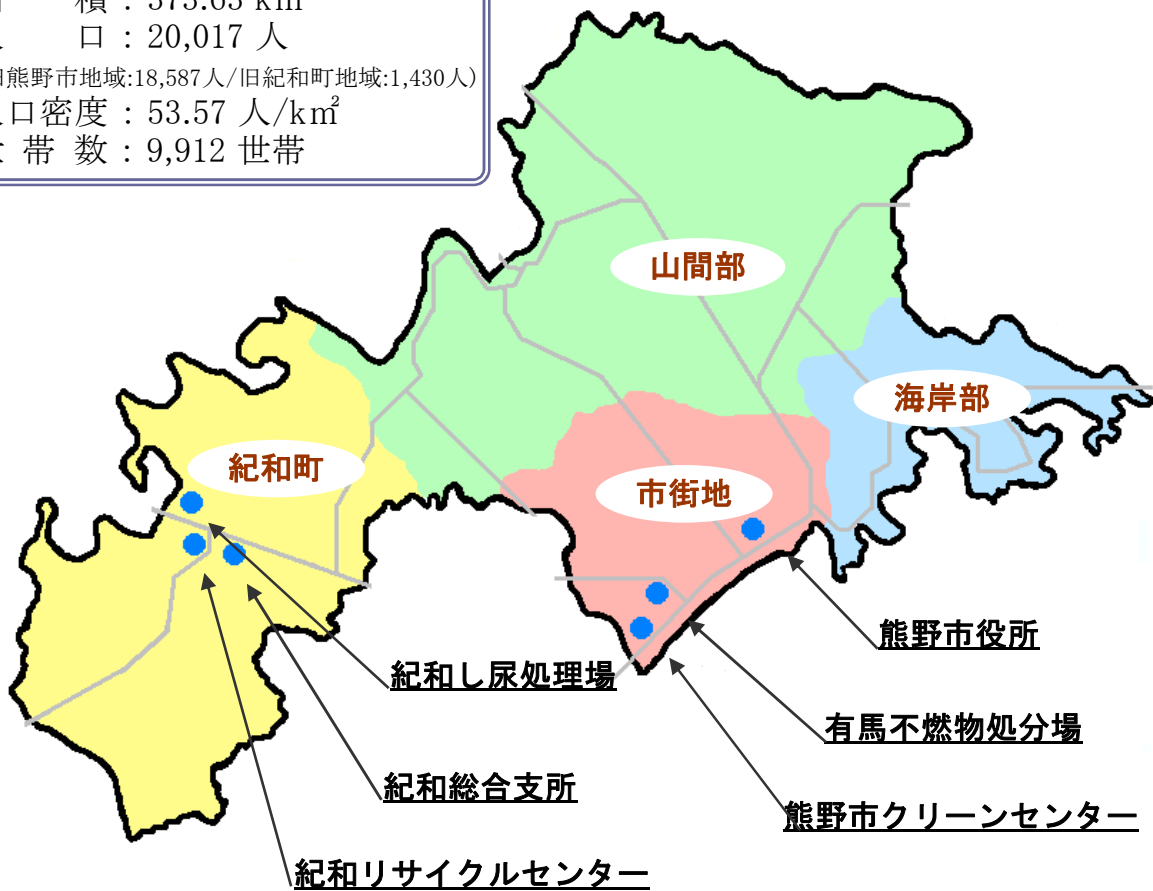 積 : 373.63 km
口 : 20,017 人
熊野市地域:18,587人/旧紀和町地域:1,430人)
口密度 : 53.57 人/km²
帯 数 : 9,912 世帯
山間部
海岸部
紀和町
市街地
熊野市役所
紀和し尿処理場
有馬不燃物処分場
紀和総合支所
熊野市クリーンセンター
紀和リサイクルセンター